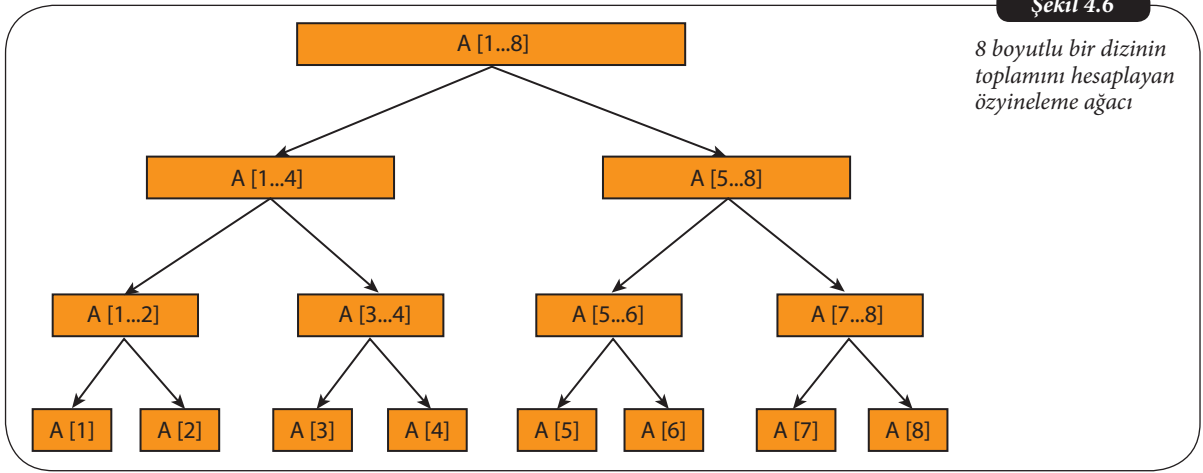 Şekil 4.6
8 boyutlu bir dizinin
toplamını hesaplayan
özyineleme ağacı
A [1...8]
A [1...4]
A [5...8]
A [1...2]
A [3...4]
A [5...6]
A [7...8]
A [1]
A [2]
A [3]
A [4]
A [5]
A [6]
A [7]
A [8]